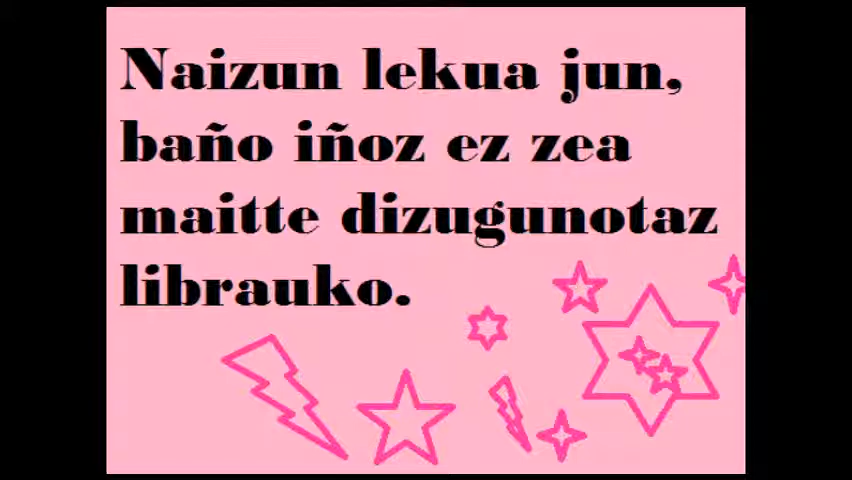 Naizun lekua jun,
baño iñoz ez zea
maitte dizugunotaz
librauko.